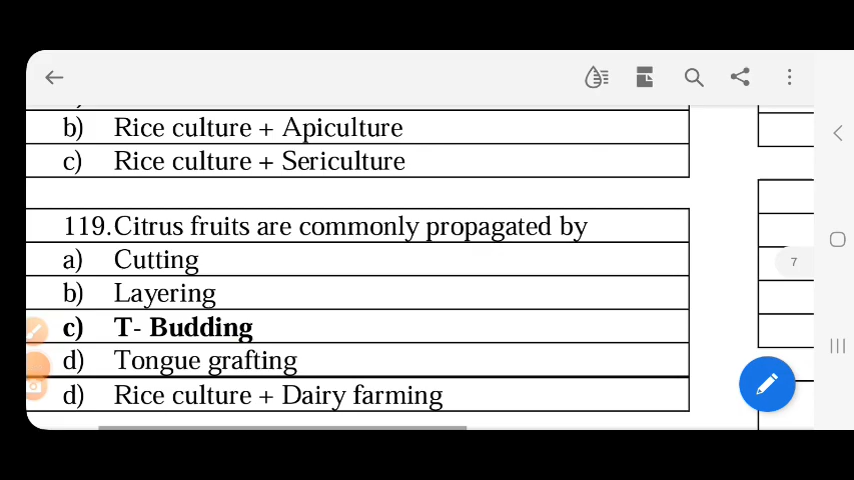 b) Rice culture + Apiculture
c) Rice culture + Sericulture
119.Citrus fruits are commonly propagated by
a) Cutting
b) Layering
c) T- Budding
d) Tongue grafting
d) Rice culture + Dairy farming
7